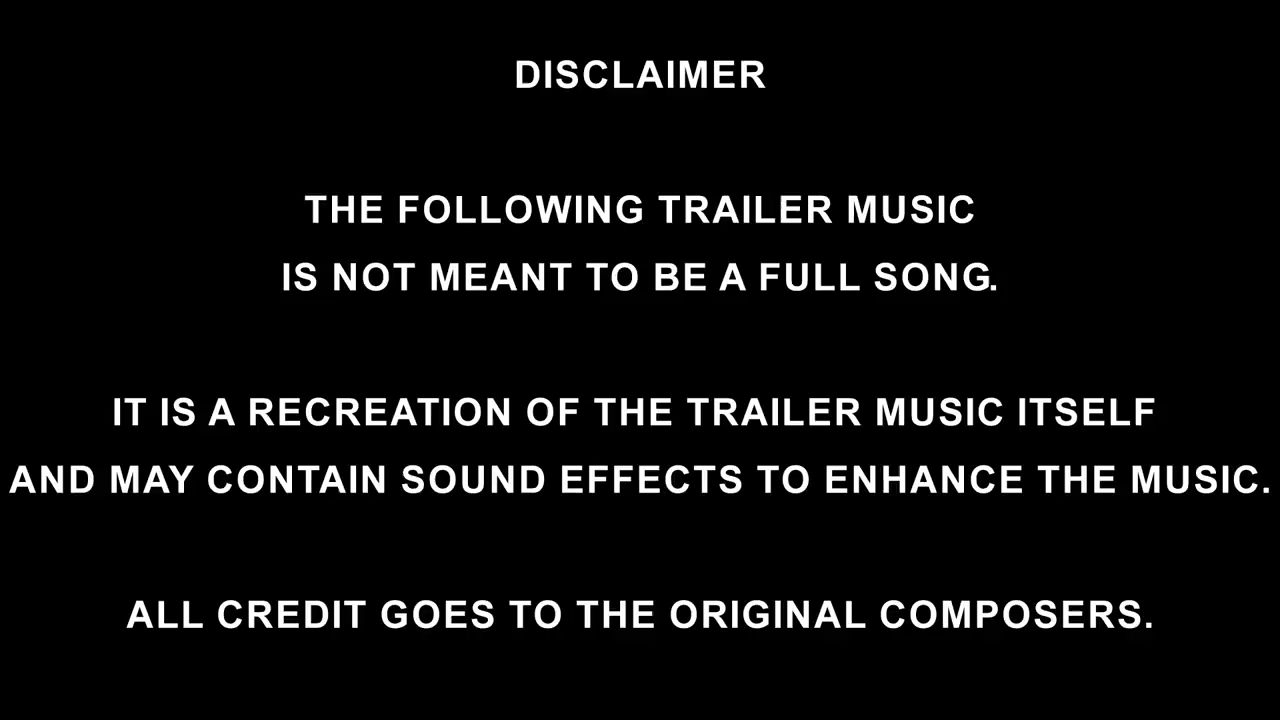 DISCLAIMER
THE FOLLOWING TRAILER MUSIC
IS NOT MEANT TO BE A FULL SONG.
IT IS A RECREATION OF THE TRAILER MUSIC ITSELF
AND MAY CONTAIN SOUND EFFECTS TO ENHANCE THE MUSIC.
ALL CREDIT GOES TO THE ORIGINAL COMPOSERS.